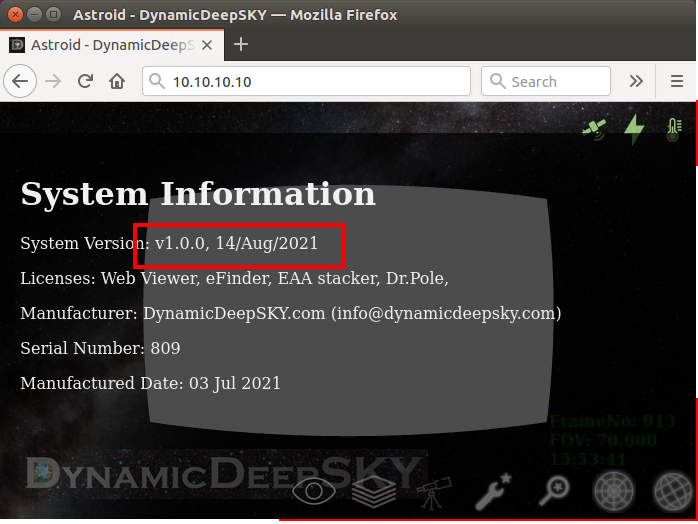 Astroid - DynamicDeepSKY — Mozilla Firefox
Astroid - DynamicDeepS
10.10.10.10
Search
System Information
System Version: v1.0.0, 14/Aug/2021
Licenses: Web Viewer, eFinder, EAA stacker, Dr.Pole,
Manufacturer: DynamicDeepSKY.com (info@dynamicdeepsky.com)
Serial Number: 809
Manufactured Date: 03 Jul 2021
FrameNo: 913
FOV: 70.000
15:53:41
DYNAMICDEEPSKY